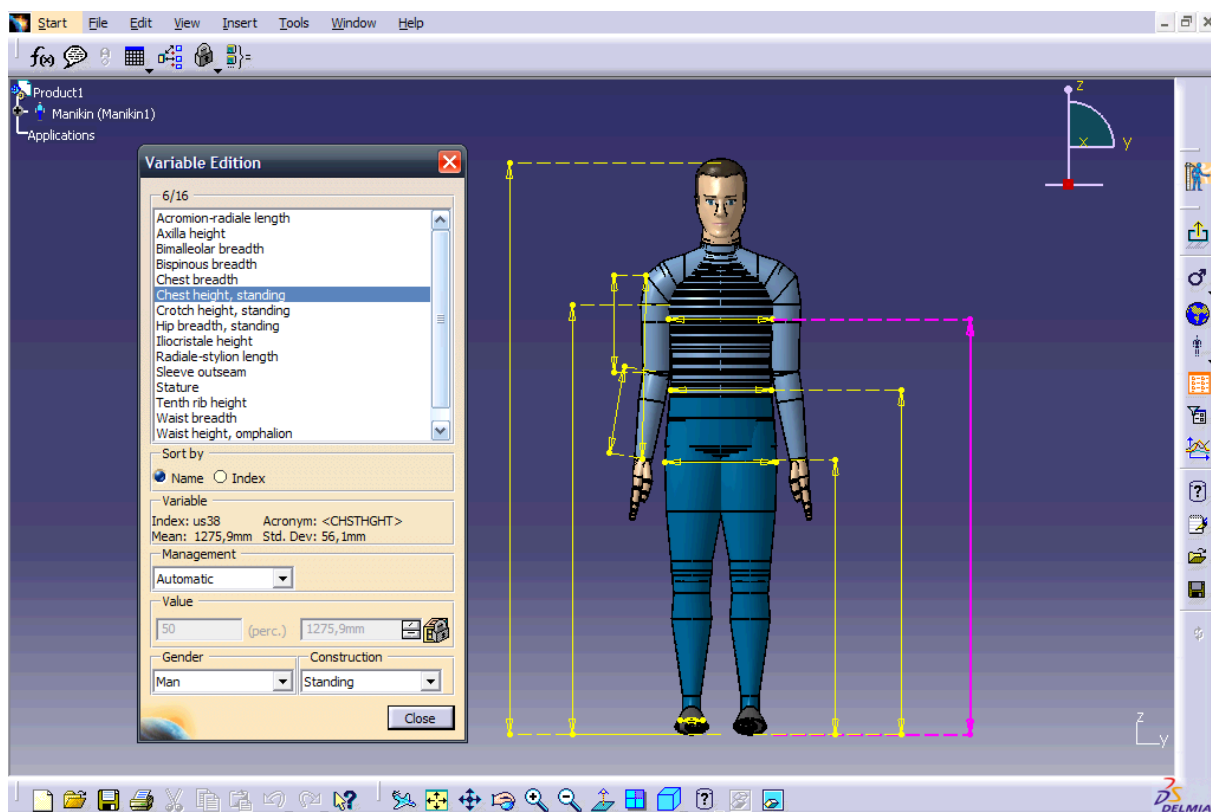 Start File Edit View Insert Tools Window Help
f(x)
Product1
Manikin (Manikin1)
Applications
z
x y
Variable Edition
6/16
Acromion-radiale length
Axilla height
Bimalleolar breadth
Bispinous breadth
Chest breadth
Chest height, standing
Crotch height, standing
Hip breadth, standing
Iliocristale height
Radiale-stylion length
Sleeve outseam
Stature
Tenth rib height
Waist breadth
Waist height, omphalion
Sort by
Name Index
Variable
Index: us38 Acronym: <CHSTHGHT>
Mean: 1275,9mm Std. Dev: 56,1mm
Management
Automatic
Value
50 (perc.) 1275,9mm
Gender Construction
Man Standing
Close
z
y
DS
DELMIA